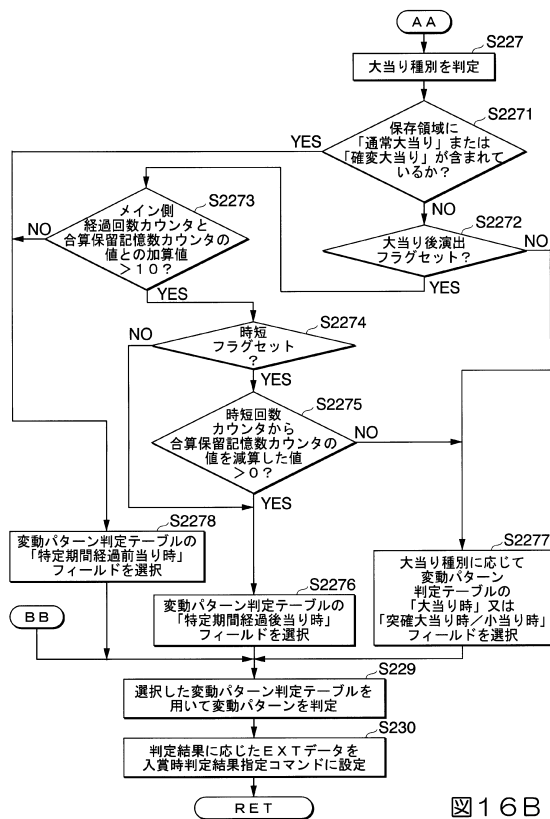 AA
S227
大当り種別を判定
S2271
保存領域に
「通常大当り」または
「確変大当り」が含まれて
いるか？
YES
NO
S2273
メイン側
経過回数カウンタと
合算保留記憶数カウンタの
値との加算値
＞１０？
NO
YES
S2272
大当り後演出
フラグセット？
NO
YES
S2274
時短
フラグセット
？
NO
YES
S2275
時短回数
カウンタから
合算保留記憶数カウンタの
値を減算した値
＞０？
NO
YES
S2278
変動パターン判定テーブルの
「特定期間経過前当り時」
フィールドを選択
S2277
大当り種別に応じて
変動パターン
判定テーブルの
「大当り時」又は
「突確大当り時／小当り時」
フィールドを選択
S2276
変動パターン判定テーブルの
「特定期間経過後当り時」
フィールドを選択
BB
S229
選択した変動パターン判定テーブルを
用いて変動パターンを判定
S230
判定結果に応じたＥＸＴデータを
入賞時判定結果指定コマンドに設定
RET
図１６Ｂ